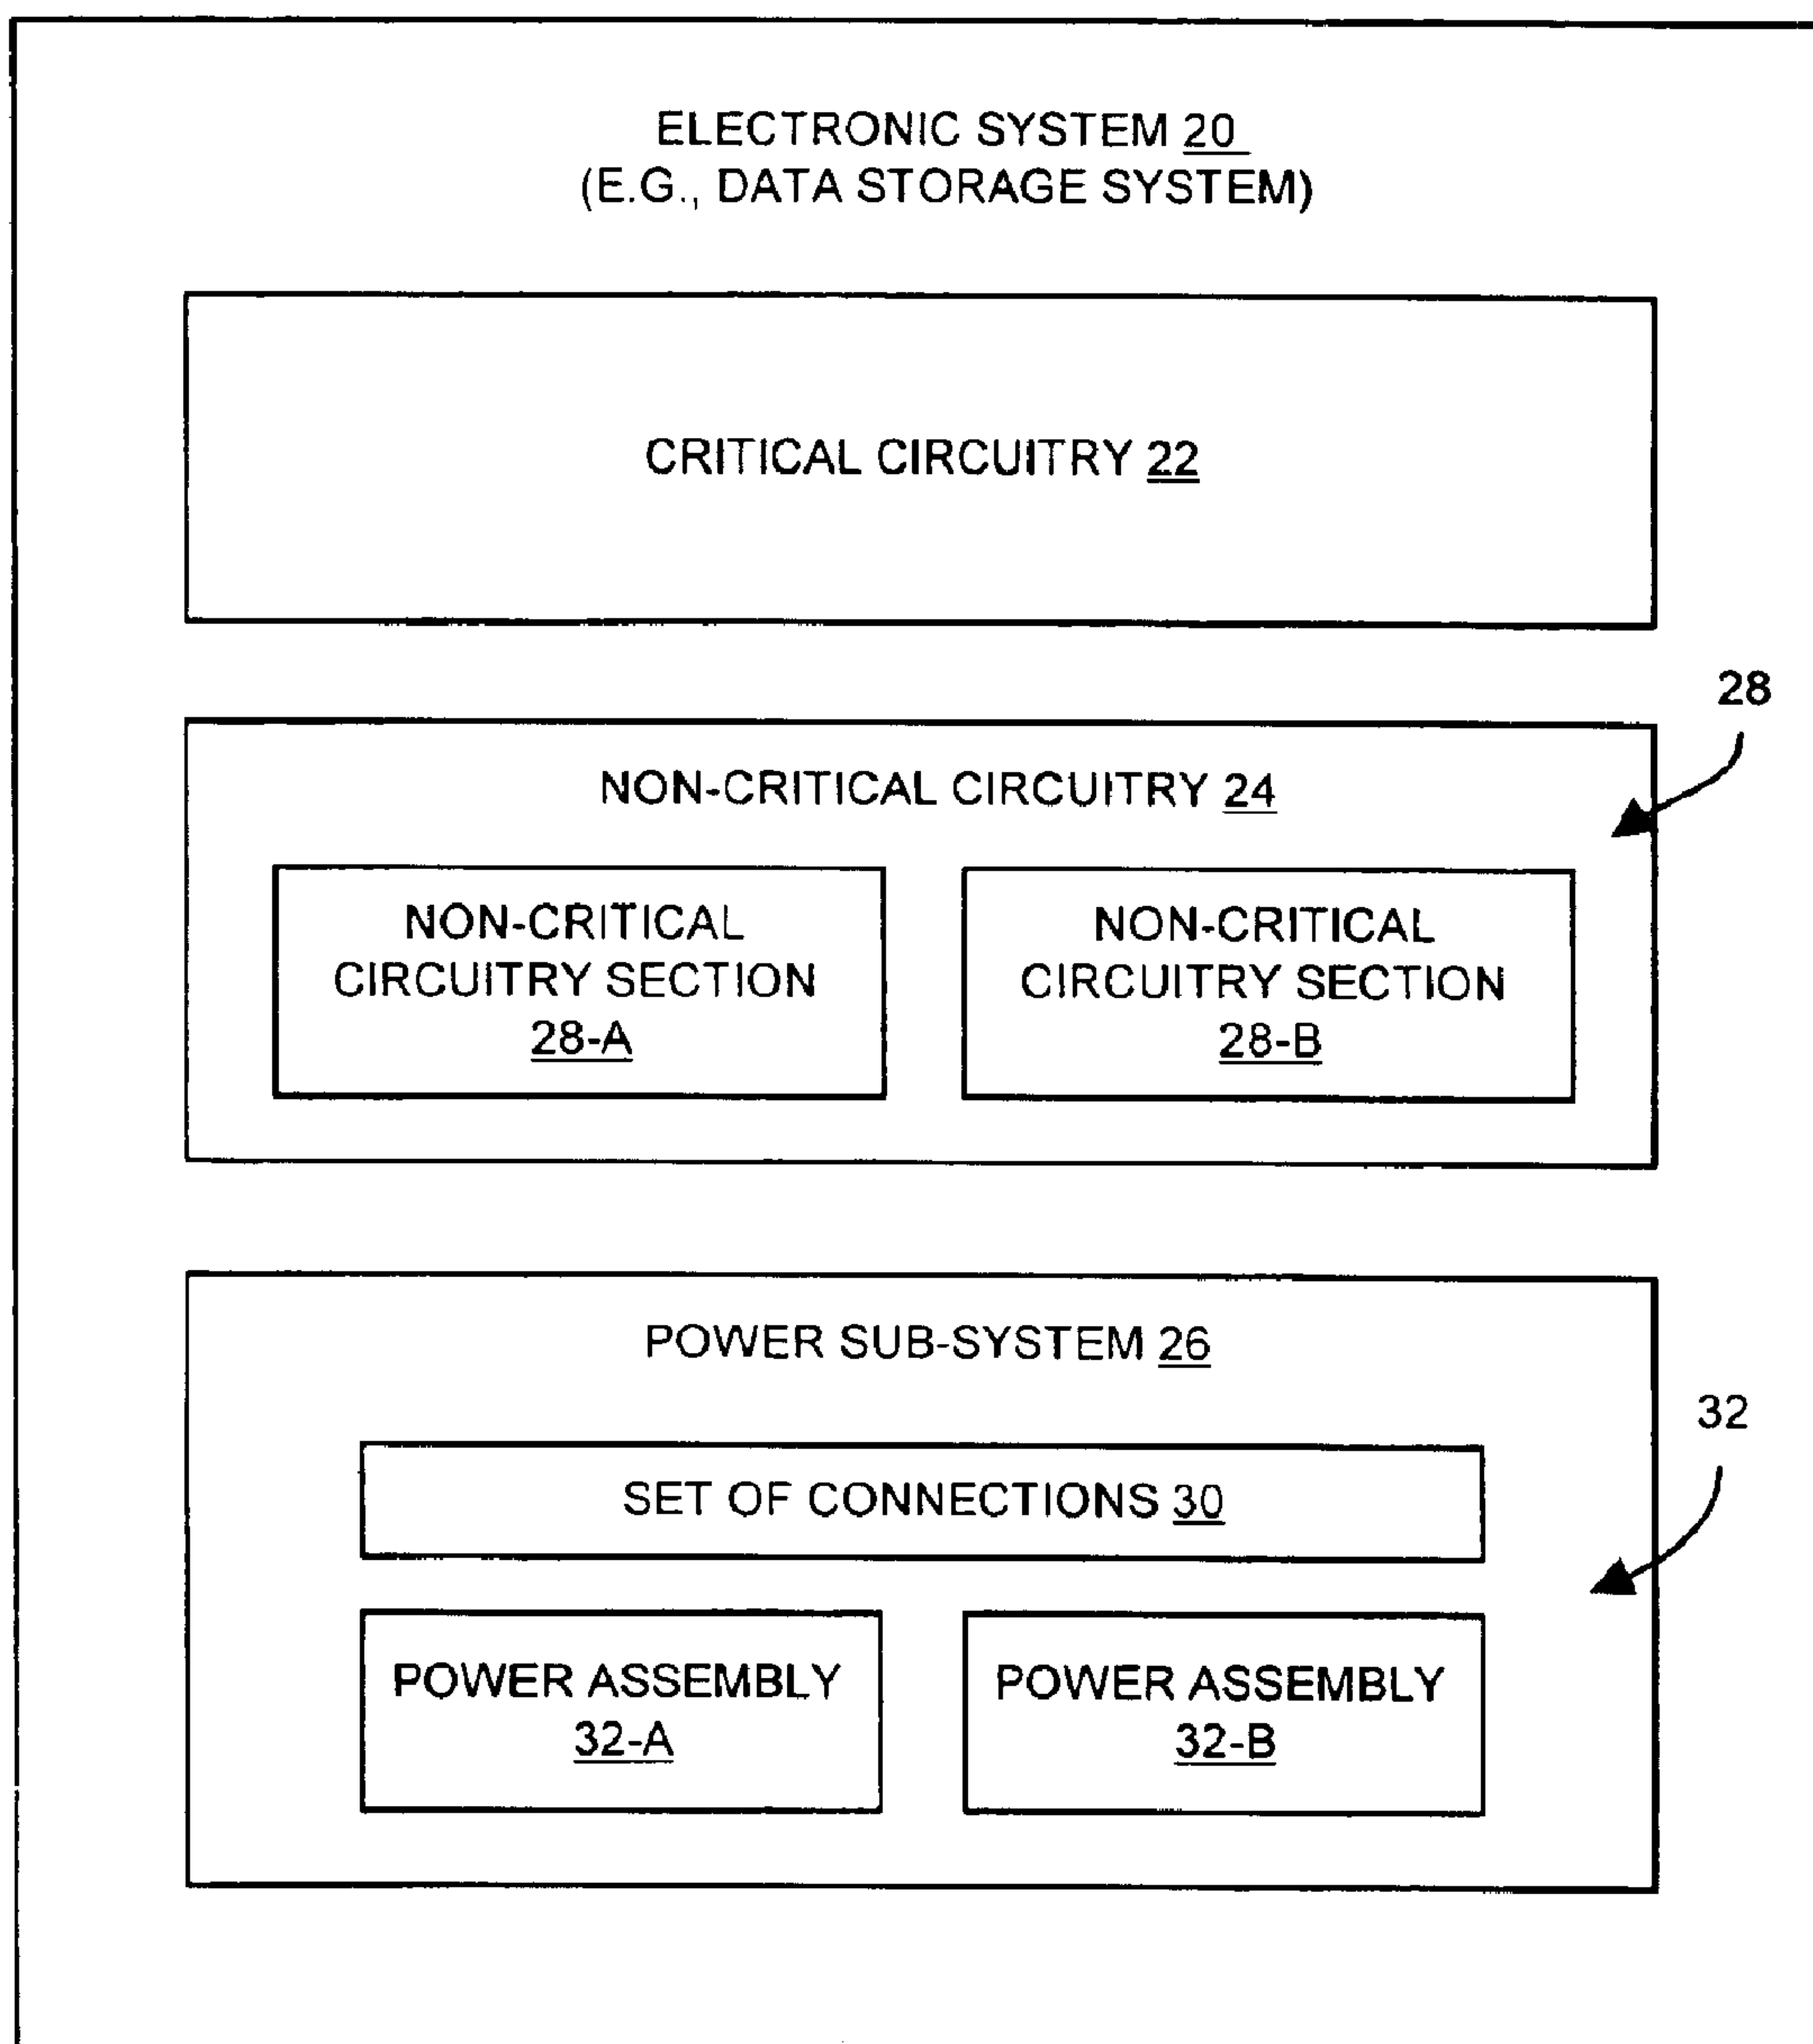 ELECTRONIC SYSTEM 20
(E.G., DATA STORAGE SYSTEM)
CRITICAL CIRCUITRY 22
28
NON-CRITICAL CIRCUITRY 24
NON-CRITICAL
CIRCUITRY SECTION
28-A
NON-CRITICAL
CIRCUITRY SECTION
28-B
POWER SUB-SYSTEM 26
32
SET OF CONNECTIONS 30
POWER ASSEMBLY
32-A
POWER ASSEMBLY
32-B